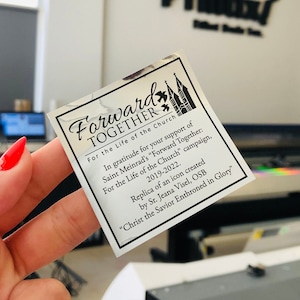 Forward
TOGETHER
For the Life of the Church
In gratitude for your support of
Saint Meinrad's "Forward Together:
For the Life of the Church" campaign,
2019-2022.
Replica of an icon created
by Sr. Jeana Visel, OSB
"Christ the Savior Enthroned in Glory"